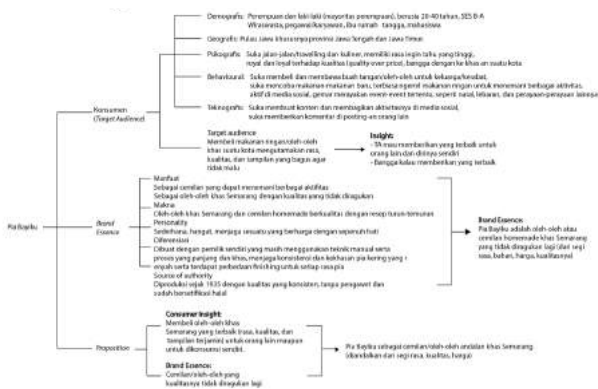 Demografis: Perempuan dan laki-laki (mayoritas perempuan), berusia 20-40 tahun, SES B-A
Wiraswasta, pegawai/karyawan, ibu rumah tangga, mahasiswa
Geografis: Pulau Jawa khususnya provinsi Jawa Tengah dan Jawa Timur
Psikografis: Suka jalan-jalan/travelling dan kuliner, memiliki rasa ingin tahu yang tinggi,
royal dan loyal terhadap kualitas (quality over price), bangga dengan ke khas an suatu kota
Behavioural: Suka membeli dan membawa buah tangan/oleh-oleh untuk keluarga/kerabat,
suka mencoba makanan-makanan baru, terbiasa ngemil makanan ringan untuk menemani berbagai aktivitas,
aktif di media sosial, gemar merayakan event-event tertentu, seperti natal, lebaran, dan perayaan-perayaan lainnya
Konsumen
(Target Audience)
Teknografis: Suka membuat konten dan membagikan aktivitasnya di media sosial,
suka memberikan komentar di posting-an orang lain
Target audience
Membeli makanan ringan/oleh-oleh
khas suatu kota mengutamakan rasa,
kualitas, dan tampilan yang bagus agar
tidak malu
Insight:
- TA mau memberikan yang terbaik untuk
orang lain dan dirinya sendiri
- Bangga kalau memberikan yang terbaik
Pia Bayiku
Brand
Essence
Manfaat
Sebagai cemilan yang dapat menemani berbagai aktifitas
Sebagai oleh-oleh khas Semarang dengan kualitas yang tidak diragukan
Makna
Oleh-oleh khas Semarang dan cemilan homemade berkualitas dengan resep turun-temurun
Personality
Sederhana, hangat, menjaga sesuatu yang berharga dengan sepenuh hati
Diferensiasi
Dibuat dengan pemilik sendiri yang masih menggunakan teknik manual serta
proses yang panjang dan khas, menjaga konsistensi dan kekhasan pia kering yang r
enyah serta terdapat perbedaan finishing untuk setiap rasa pia
Source of authority
Diproduksi sejak 1935 dengan kualitas yang konsisten, tanpa pengawet dan
sudah bersertifikasi halal
Brand Essence:
Pia Bayiku adalah oleh-oleh atau
cemilan homemade khas Semarang
yang tidak diragukan lagi (dari segi
rasa, bahan, harga, kualitasnya)
Proposition
Consumer Insight:
Membeli oleh-oleh khas
Semarang yang terbaik (rasa, kualitas, dan
tampilan terjamin) untuk orang lain maupun
untuk dikonsumsi sendiri.
Brand Essence:
Cemilan/oleh-oleh yang
kualitasnya tidak diragukan lagi
Pia Bayiku sebagai cemilan/oleh-oleh andalan khas Semarang
(diandalkan dari segi rasa, kualitas, harga)